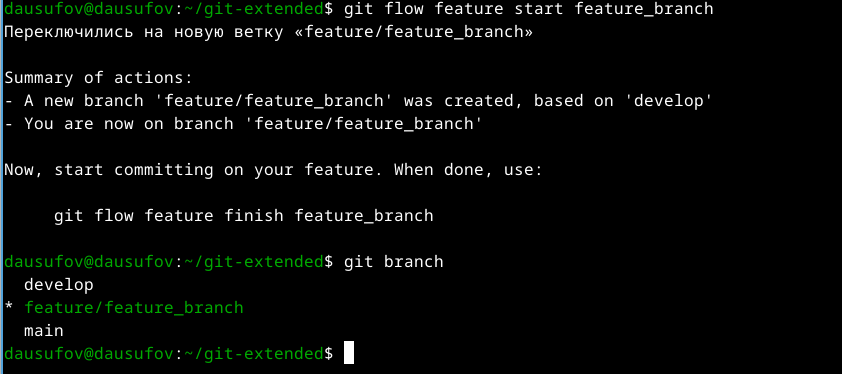 dausufov@dausufov:~/git-extended$ git flow feature start feature_branch
Переключились на новую ветку «feature/feature_branch»
Summary of actions:
- A new branch 'feature/feature_branch' was created, based on 'develop'
- You are now on branch 'feature/feature_branch'
Now, start committing on your feature. When done, use:
git flow feature finish feature_branch
dausufov@dausufov:~/git-extended$ git branch
develop
* feature/feature_branch
main
dausufov@dausufov:~/git-extended$